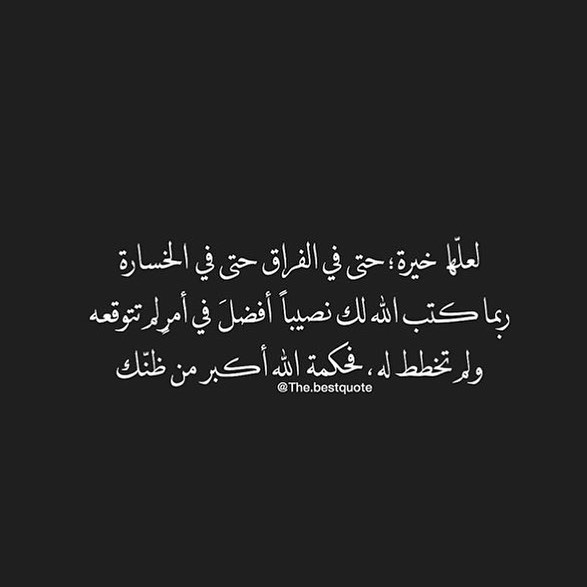 لعلّها خيرة؛ حتى في الفراق حتى في الخسارة
ربما كتب الله لك نصيباً أفضلَ في أمرٍ لم تتوقعه
ولم تخطط له، فحكمة الله أكبر من ظنّك
@The.bestquote